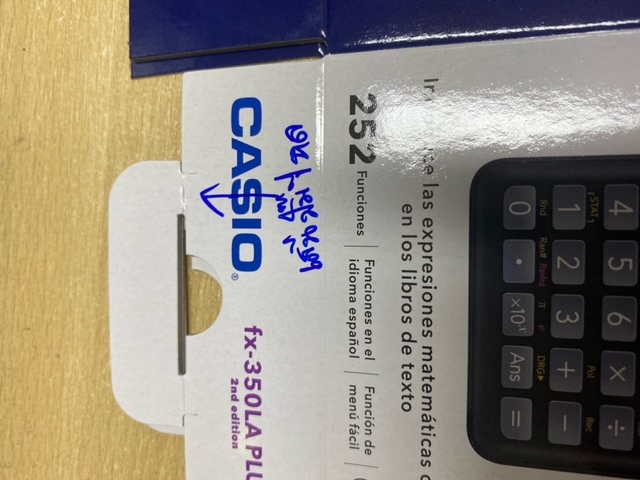 CASIO®
fx-350LA PLU
2nd edition
252
Funciones
Funciones en el
idioma español
Función de
menú fácil
las expresiones matemáticas
en los libros de texto
4
5
6
×
÷
[STAT]
Pol
Rec
1
2
3
+
−
Rnd
Ran#
RanInt
π
e
DRG▶
0
•
×10ˣ
Ans
=